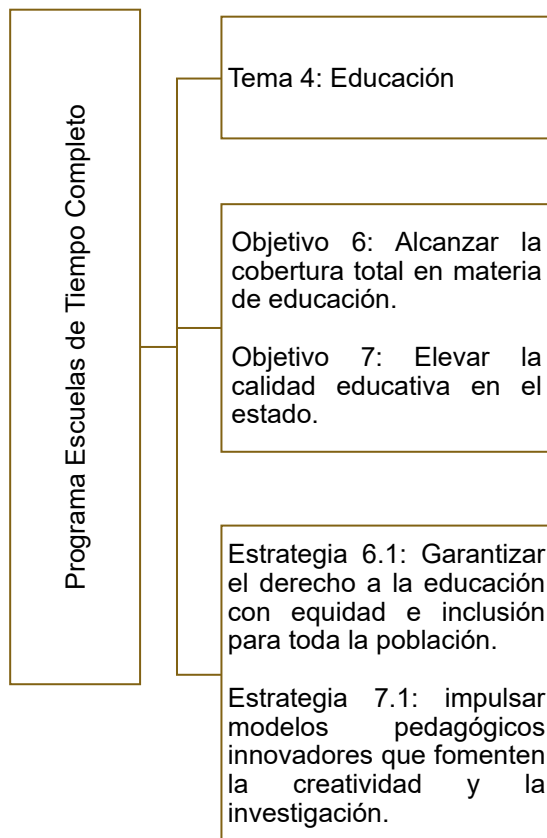 Programa Escuelas de Tiempo Completo
Tema 4: Educación
Objetivo 6: Alcanzar la
cobertura total en materia
de educación.
Objetivo 7: Elevar la
calidad educativa en el
estado.
Estrategia 6.1: Garantizar
el derecho a la educación
con equidad e inclusión
para toda la población.
Estrategia 7.1: impulsar
modelos pedagógicos
innovadores que fomenten
la creatividad y la
investigación.